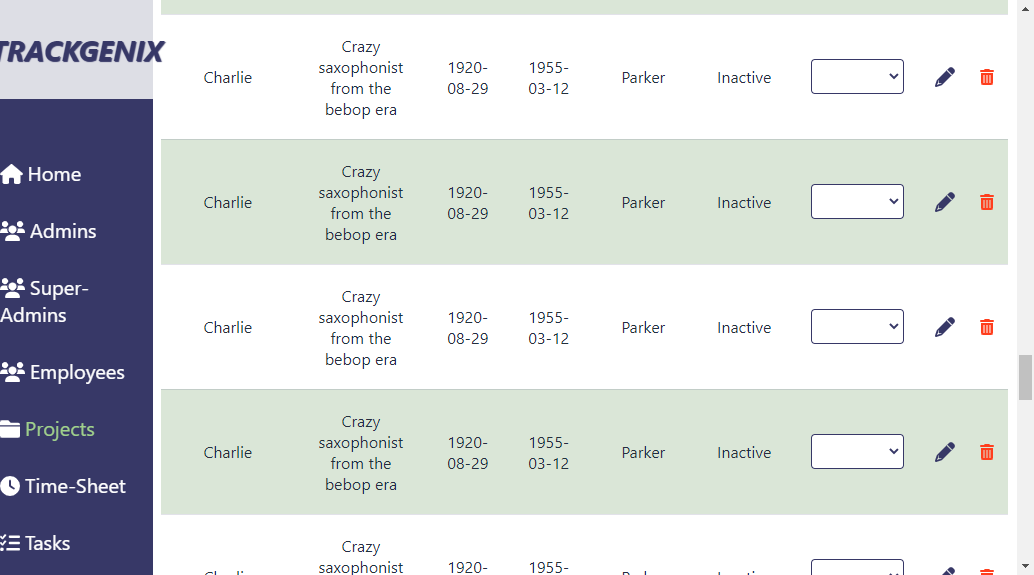 TRACKGENIX
Home
Admins
Super-
Admins
Employees
Projects
Time-Sheet
Tasks
Charlie
Crazy
saxophonist
from the
bebop era
1920-
08-29
1955-
03-12
Parker
Inactive
Charlie
Crazy
saxophonist
from the
bebop era
1920-
08-29
1955-
03-12
Parker
Inactive
Charlie
Crazy
saxophonist
from the
bebop era
1920-
08-29
1955-
03-12
Parker
Inactive
Charlie
Crazy
saxophonist
from the
bebop era
1920-
08-29
1955-
03-12
Parker
Inactive
Crazy
saxophonist
1920-
1955-